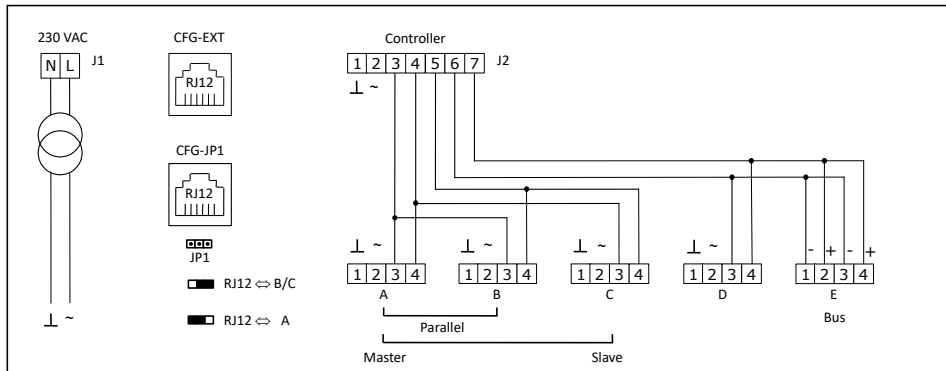 230 VAC
N L J1
CFG-EXT
RJ12
CFG-JP1
RJ12
JP1
RJ12 ⇔ B/C
RJ12 ⇔ A
⊥ ~
Controller
1 2 3 4 5 6 7 J2
⊥ ~
⊥ ~
1 2 3 4
A
⊥ ~
1 2 3 4
B
⊥ ~
1 2 3 4
C
⊥ ~
1 2 3 4
D
- + - +
1 2 3 4
E
Bus
Parallel
Master Slave